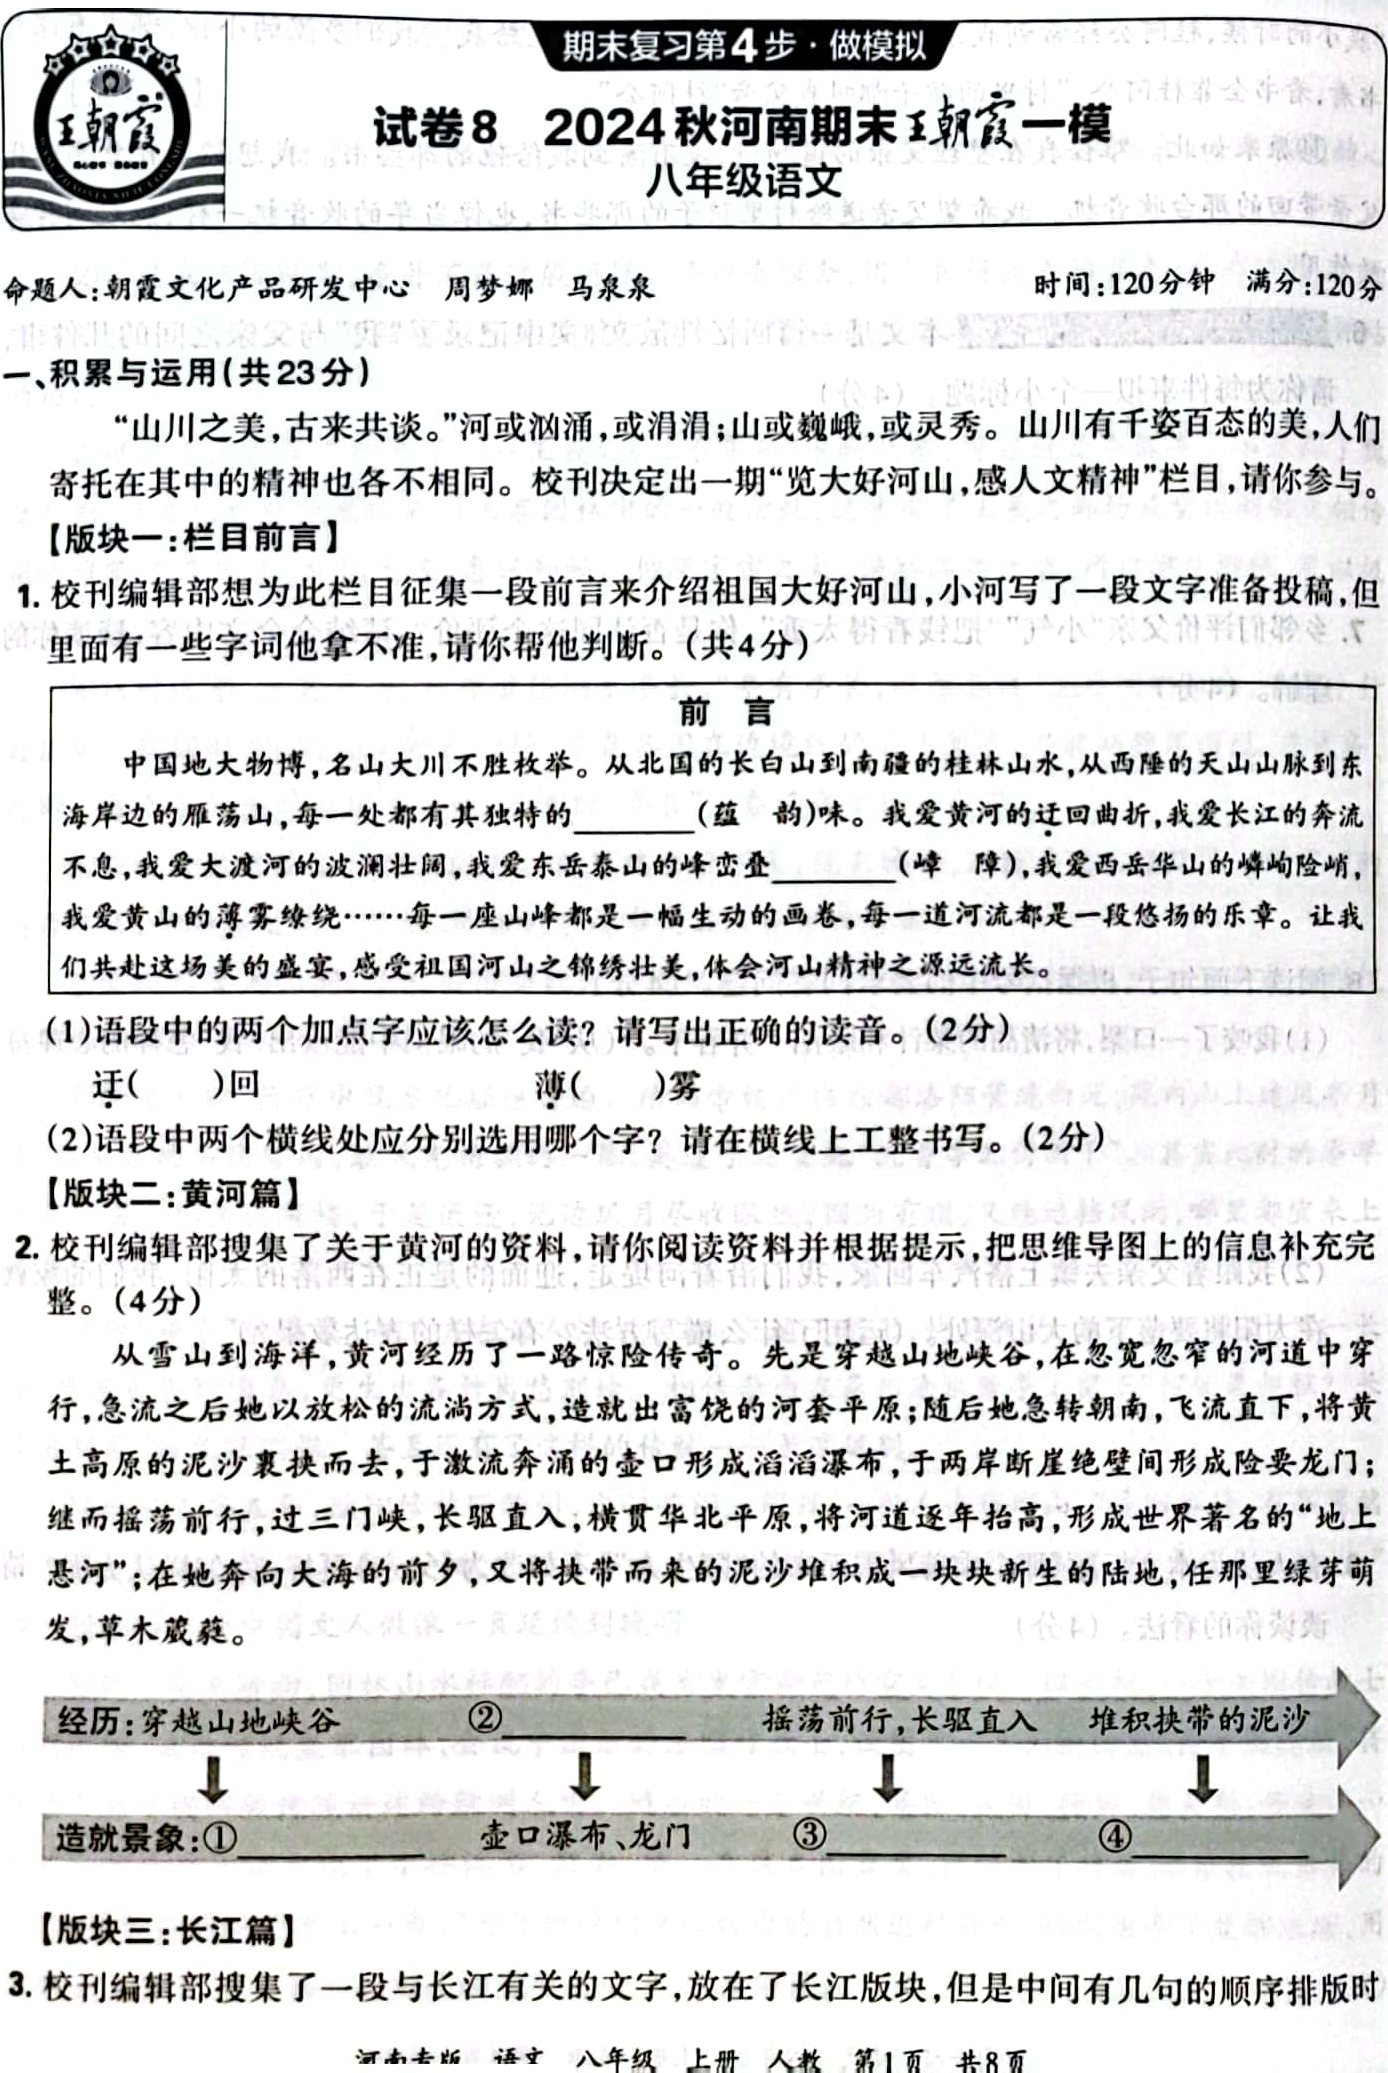 期末复习第4步·做模拟
王朝霞
试卷8 2024秋河南期末王朝霞一模
八年级语文
命题人:朝霞文化产品研发中心 周梦娜 马泉泉 时间:120分钟 满分:120分
一、积累与运用(共23分)
“山川之美,古来共谈。”河或汹涌,或涓涓;山或巍峨,或灵秀。山川有千姿百态的美,人们
寄托在其中的精神也各不相同。校刊决定出一期“览大好河山,感人文精神”栏目,请你参与。
【版块一:栏目前言】
1. 校刊编辑部想为此栏目征集一段前言来介绍祖国大好河山,小河写了一段文字准备投稿,但
里面有一些字词他拿不准,请你帮他判断。(共4分)
前 言
中国地大物博,名山大川不胜枚举。从北国的长白山到南疆的桂林山水,从西陲的天山山脉到东
海岸边的雁荡山,每一处都有其独特的________(蕴 韵)味。我爱黄河的迂回曲折,我爱长江的奔流
不息,我爱大渡河的波澜壮阔,我爱东岳泰山的峰峦叠________(嶂 障),我爱西岳华山的嶙峋险峭,
我爱黄山的薄雾缭绕……每一座山峰都是一幅生动的画卷,每一道河流都是一段悠扬的乐章。让我
们共赴这场美的盛宴,感受祖国河山之锦绣壮美,体会河山精神之源远流长。
(1)语段中的两个加点字应该怎么读?请写出正确的读音。(2分)
迂( )回 薄( )雾
(2)语段中两个横线处应分别选用哪个字?请在横线上工整书写。(2分)
【版块二:黄河篇】
2. 校刊编辑部搜集了关于黄河的资料,请你阅读资料并根据提示,把思维导图上的信息补充完
整。(4分)
从雪山到海洋,黄河经历了一路惊险传奇。先是穿越山地峡谷,在忽宽忽窄的河道中穿
行,急流之后她以放松的流淌方式,造就出富饶的河套平原;随后她急转朝南,飞流直下,将黄
土高原的泥沙裹挟而去,于激流奔涌的壶口形成滔滔瀑布,于两岸断崖绝壁间形成险要龙门;
继而摇荡前行,过三门峡,长驱直入,横贯华北平原,将河道逐年抬高,形成世界著名的“地上
悬河”;在她奔向大海的前夕,又将挟带而来的泥沙堆积成一块块新生的陆地,任那里绿芽萌
发,草木葳蕤。
经历:穿越山地峡谷 ②____________ 摇荡前行,长驱直入 堆积挟带的泥沙
造就景象:①____________ 壶口瀑布、龙门 ③____________ ④____________
【版块三:长江篇】
3. 校刊编辑部搜集了一段与长江有关的文字,放在了长江版块,但是中间有几句的顺序排版时
河南专版 语文 八年级 上册 人教 第1页 共8页